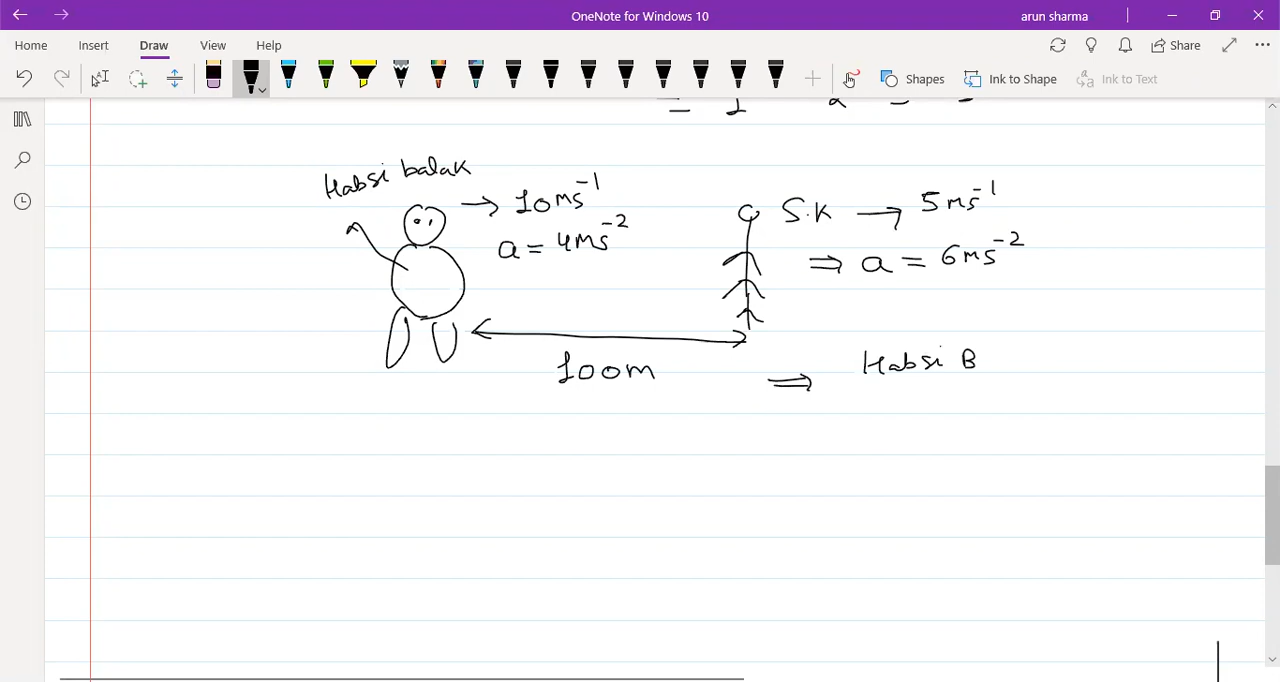 OneNote for Windows 10
arun sharma
Home Insert Draw View Help
Share
Shapes Ink to Shape Ink to Text
Habsi balak
→ 10ms⁻¹
a = 4ms⁻²
S.K → 5ms⁻¹
⇒ a = 6ms⁻²
100m
⇒ Habsi B